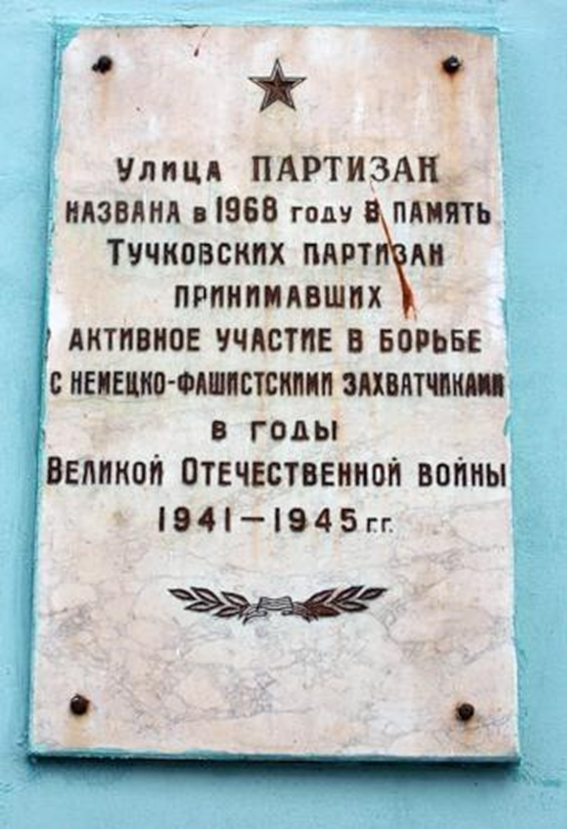 Улица ПАРТИЗАН
НАЗВАНА в 1968 году В ПАМЯТЬ
ТУЧКОВСКИХ ПАРТИЗАН
ПРИНИМАВШИХ
АКТИВНОЕ УЧАСТИЕ В БОРЬБЕ
С НЕМЕЦКО-ФАШИСТСКИМИ ЗАХВАТЧИКАМИ
В ГОДЫ
ВЕЛИКОЙ ОТЕЧЕСТВЕННОЙ ВОЙНЫ
1941-1945 г.г.